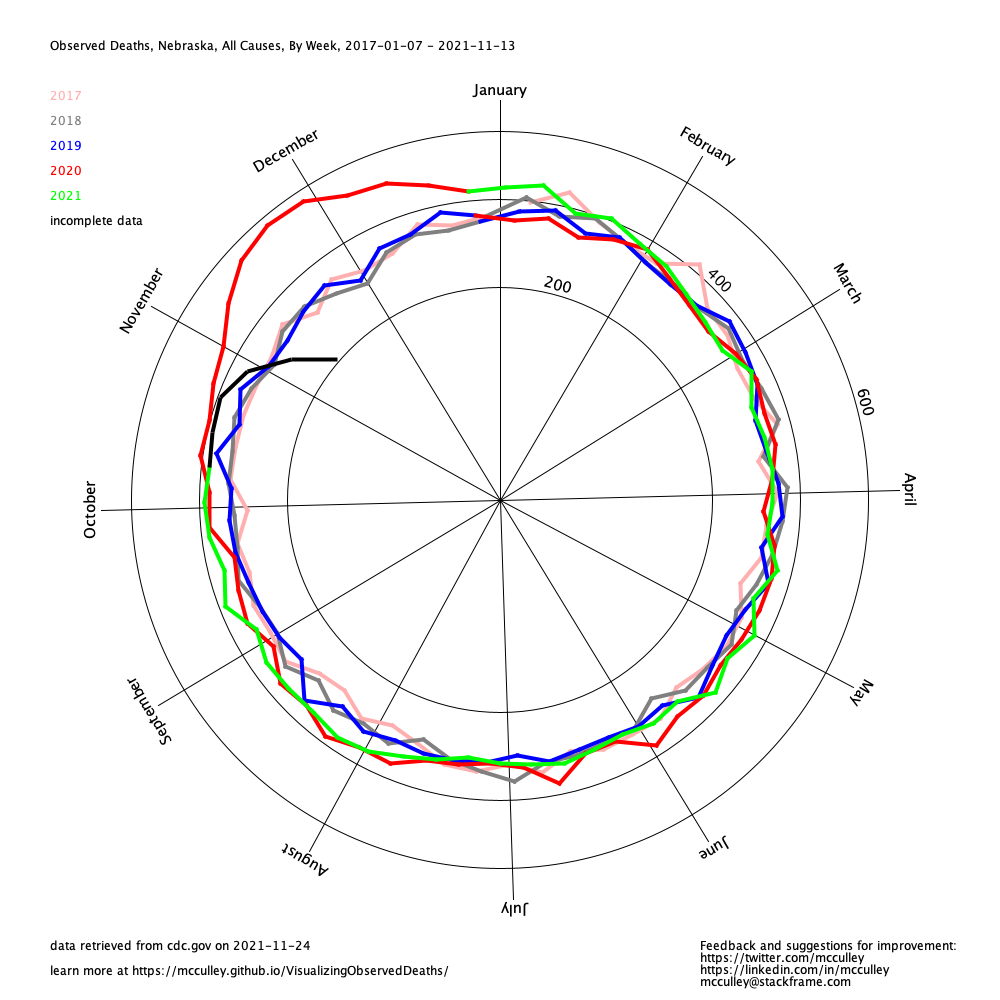 Observed Deaths, Nebraska, All Causes, By Week, 2017-01-07 - 2021-11-13
January
2017
2018
2019
2020
2021
incomplete data
December
February
November
March
200
400
600
October
April
September
May
August
June
July
data retrieved from cdc.gov on 2021-11-24
learn more at https://mcculley.github.io/VisualizingObservedDeaths/
Feedback and suggestions for improvement:
https://twitter.com/mcculley
https://linkedin.com/in/mcculley
mcculley@stackframe.com